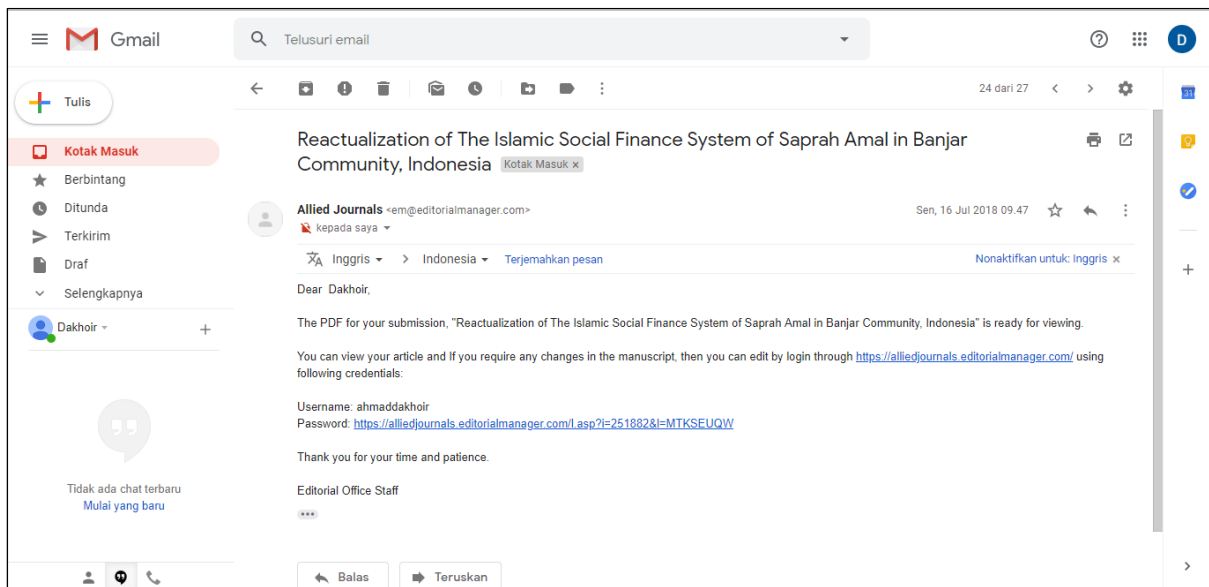 Gmail
Telusuri email
D
Tulis
24 dari 27
Kotak Masuk
Berbintang
Ditunda
Terkirim
Draf
Selengkapnya
Dakhoir
Tidak ada chat terbaru
Mulai yang baru
Reactualization of The Islamic Social Finance System of Saprah Amal in Banjar
Community, Indonesia Kotak Masuk x
Allied Journals <em@editorialmanager.com> Sen, 16 Jul 2018 09.47
kepada saya
Inggris > Indonesia Terjemahkan pesan Nonaktifkan untuk: Inggris x
Dear Dakhoir,
The PDF for your submission, "Reactualization of The Islamic Social Finance System of Saprah Amal in Banjar Community, Indonesia" is ready for viewing.
You can view your article and If you require any changes in the manuscript, then you can edit by login through https://alliedjournals.editorialmanager.com/ using
following credentials:
Username: ahmaddakhoir
Password: https://alliedjournals.editorialmanager.com/l.asp?i=251882&l=MTKSEUQW
Thank you for your time and patience.
Editorial Office Staff
Balas
Teruskan
31